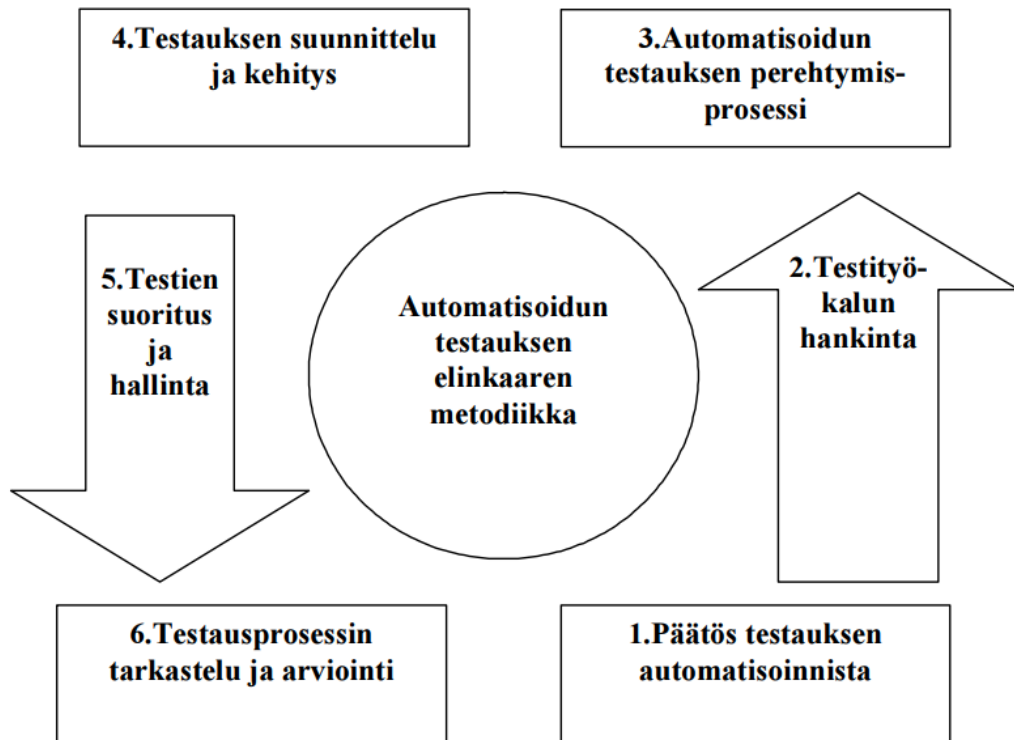 4.Testauksen suunnittelu
ja kehitys
3.Automatisoidun
testauksen perehtymis-
prosessi
5.Testien
suoritus
ja
hallinta
Automatisoidun
testauksen
elinkaaren
metodiikka
2.Testityö-
kalun
hankinta
6.Testausprosessin
tarkastelu ja arviointi
1.Päätös testauksen
automatisoinnista